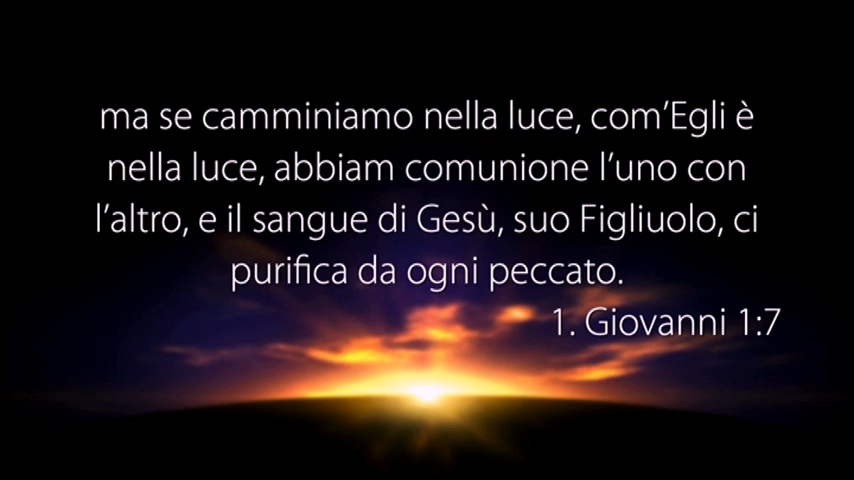 ma se camminiamo nella luce, com’Egli è
nella luce, abbiam comunione l’uno con
l’altro, e il sangue di Gesù, suo Figliuolo, ci
purifica da ogni peccato.
1. Giovanni 1:7